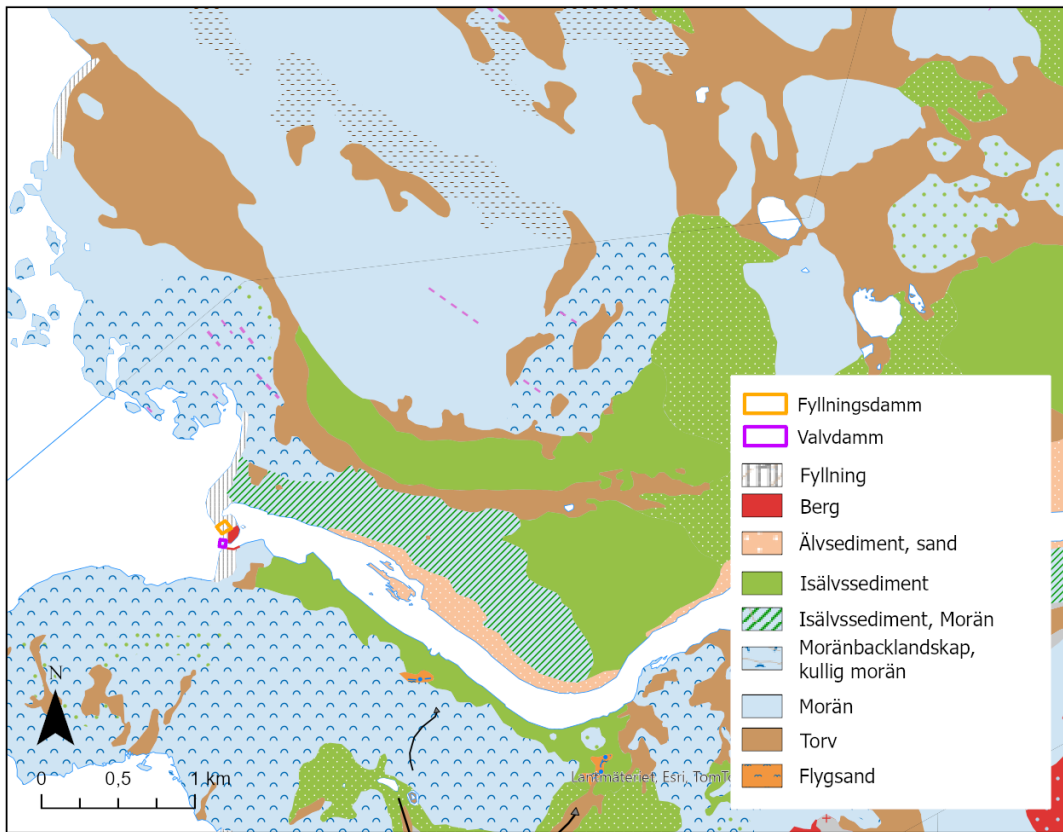 Fyllningsdamm
Valvdamm
Fyllning
Berg
Älvsediment, sand
Isälvssediment
Isälvssediment, Morän
Moränbacklandskap,
kullig morän
Morän
Torv
Flygsand
N
0 0,5 1 Km
Lantmäteriet, Esri, TomTo